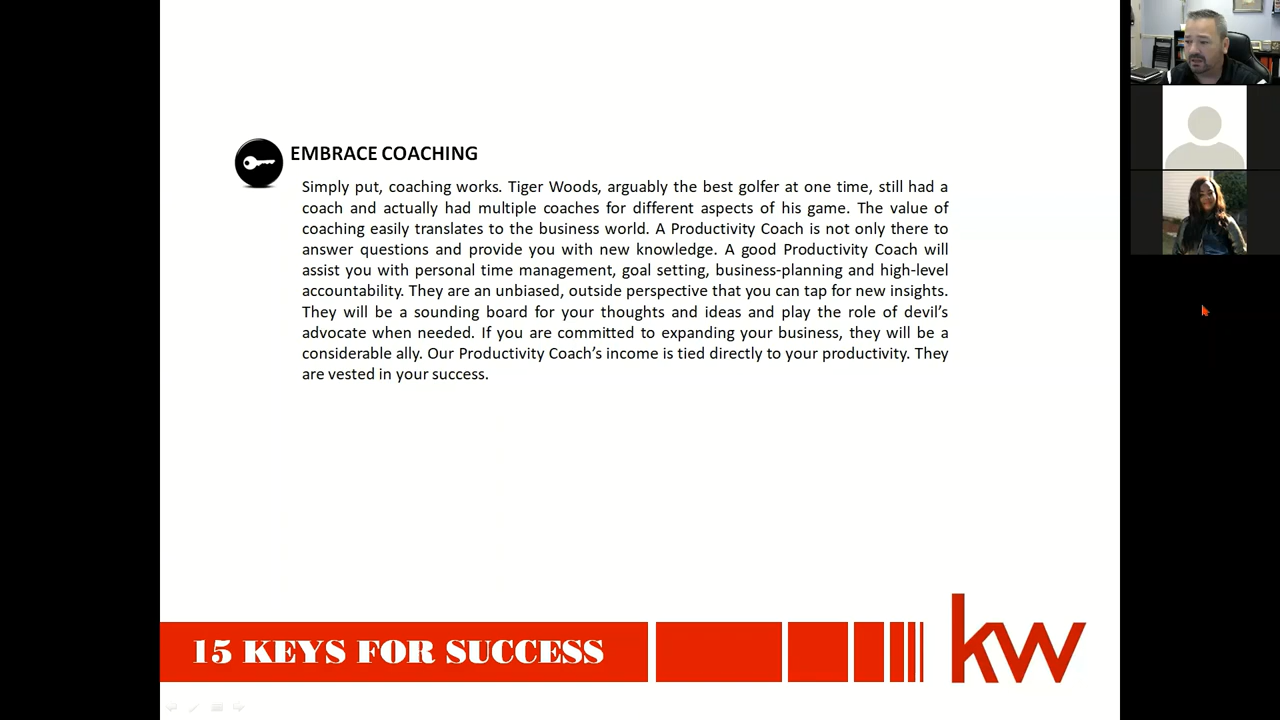 EMBRACE COACHING
Simply put, coaching works. Tiger Woods, arguably the best golfer at one time, still had a
coach and actually had multiple coaches for different aspects of his game. The value of
coaching easily translates to the business world. A Productivity Coach is not only there to
answer questions and provide you with new knowledge. A good Productivity Coach will
assist you with personal time management, goal setting, business-planning and high-level
accountability. They are an unbiased, outside perspective that you can tap for new insights.
They will be a sounding board for your thoughts and ideas and play the role of devil’s
advocate when needed. If you are committed to expanding your business, they will be a
considerable ally. Our Productivity Coach’s income is tied directly to your productivity. They
are vested in your success.
15 KEYS FOR SUCCESS
kw